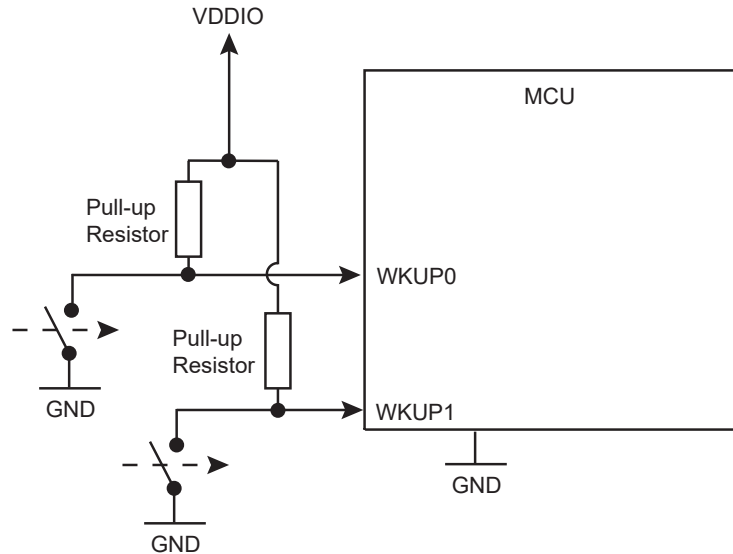 VDDIO
MCU
Pull-up
Resistor
WKUP0
Pull-up
Resistor
GND
WKUP1
GND
GND